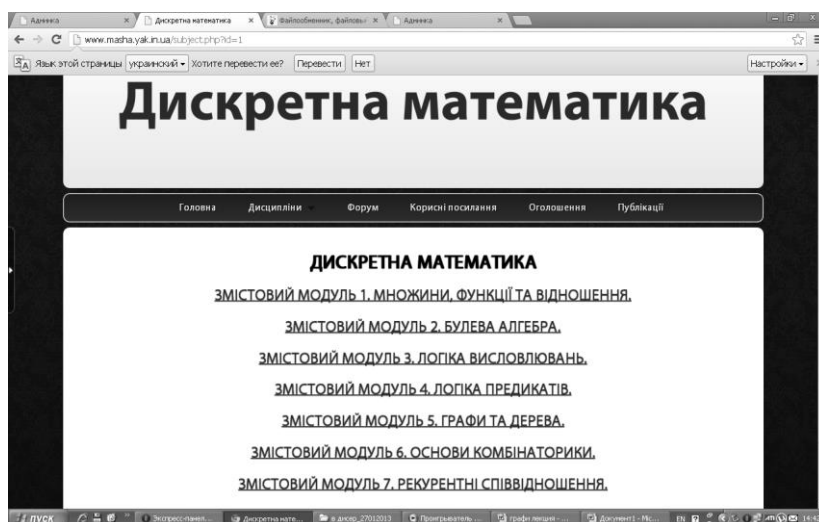 Админка
Дискретна математика
Файлообменник, файловы
Админка
www.masha.yak.in.ua/subject.php?id=1
Язык этой страницы украинский Хотите перевести ее? Перевести Нет Настройки
Дискретна математика
Головна Дисципліни Форум Корисні посилання Оголошення Публікації
ДИСКРЕТНА МАТЕМАТИКА
ЗМІСТОВИЙ МОДУЛЬ 1. МНОЖИНИ, ФУНКЦІЇ ТА ВІДНОШЕННЯ.
ЗМІСТОВИЙ МОДУЛЬ 2. БУЛЕВА АЛГЕБРА.
ЗМІСТОВИЙ МОДУЛЬ 3. ЛОГІКА ВИСЛОВЛЮВАНЬ.
ЗМІСТОВИЙ МОДУЛЬ 4. ЛОГІКА ПРЕДИКАТІВ.
ЗМІСТОВИЙ МОДУЛЬ 5. ГРАФИ ТА ДЕРЕВА.
ЗМІСТОВИЙ МОДУЛЬ 6. ОСНОВИ КОМБІНАТОРИКИ.
ЗМІСТОВИЙ МОДУЛЬ 7. РЕКУРЕНТНІ СПІВВІДНОШЕННЯ.
пуск Экспресс-панел... Дискретна мате... в дисер_27012013 Проигрыватель ... графи лекция - ... Документ1 - Mic... EN